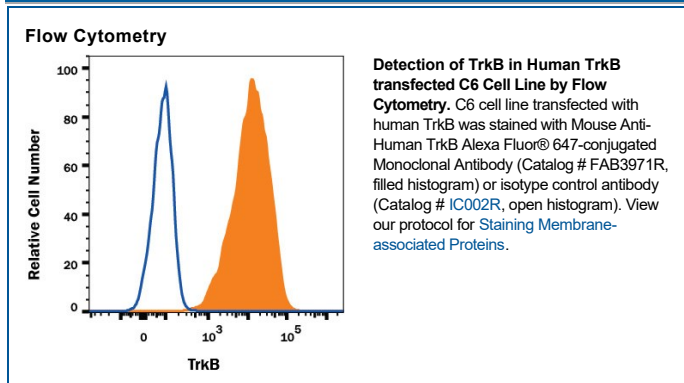 Flow Cytometry
100
80
60
40
20
0
Relative Cell Number
0
10^3
10^5
TrkB
Detection of TrkB in Human TrkB
transfected C6 Cell Line by Flow
Cytometry. C6 cell line transfected with
human TrkB was stained with Mouse Anti-
Human TrkB Alexa Fluor® 647-conjugated
Monoclonal Antibody (Catalog # FAB3971R,
filled histogram) or isotype control antibody
(Catalog # IC002R, open histogram). View
our protocol for Staining Membrane-
associated Proteins.